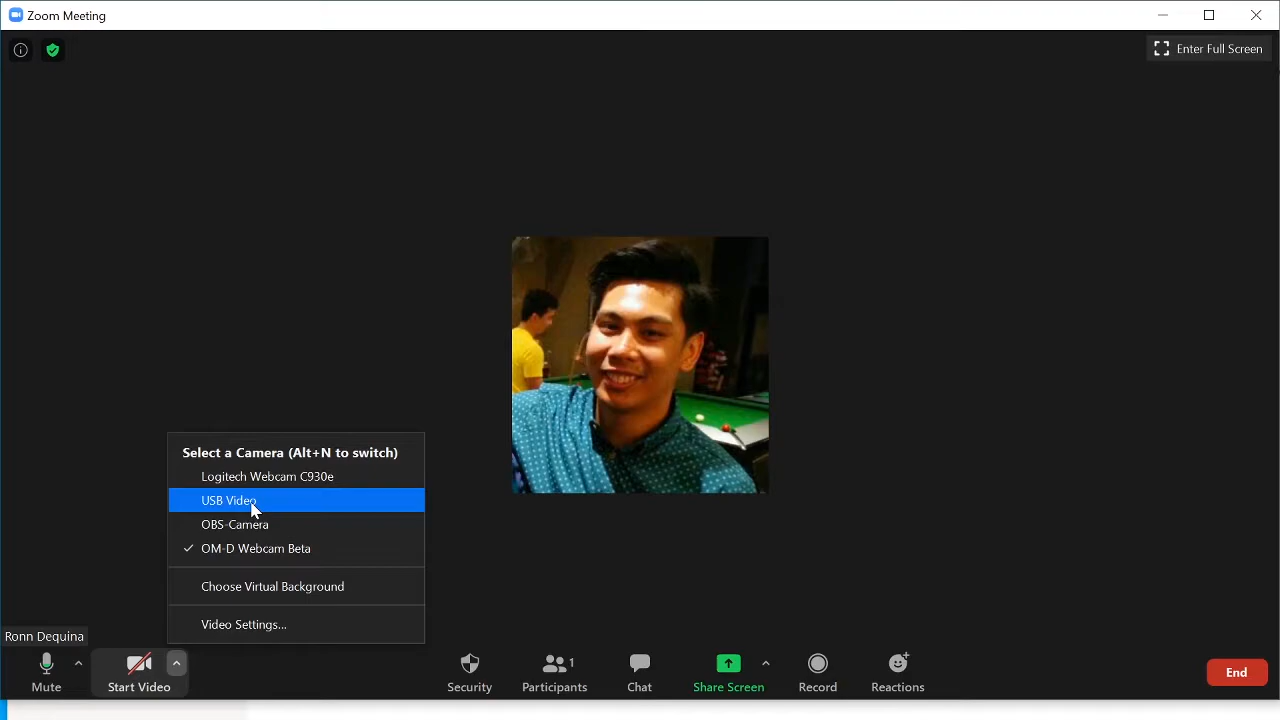 Zoom Meeting
Enter Full Screen
Select a Camera (Alt+N to switch)
Logitech Webcam C930e
USB Video
OBS-Camera
OM-D Webcam Beta
Choose Virtual Background
Video Settings...
Ronn Dequina
Mute
Start Video
Security
1
Participants
Chat
Share Screen
Record
Reactions
End